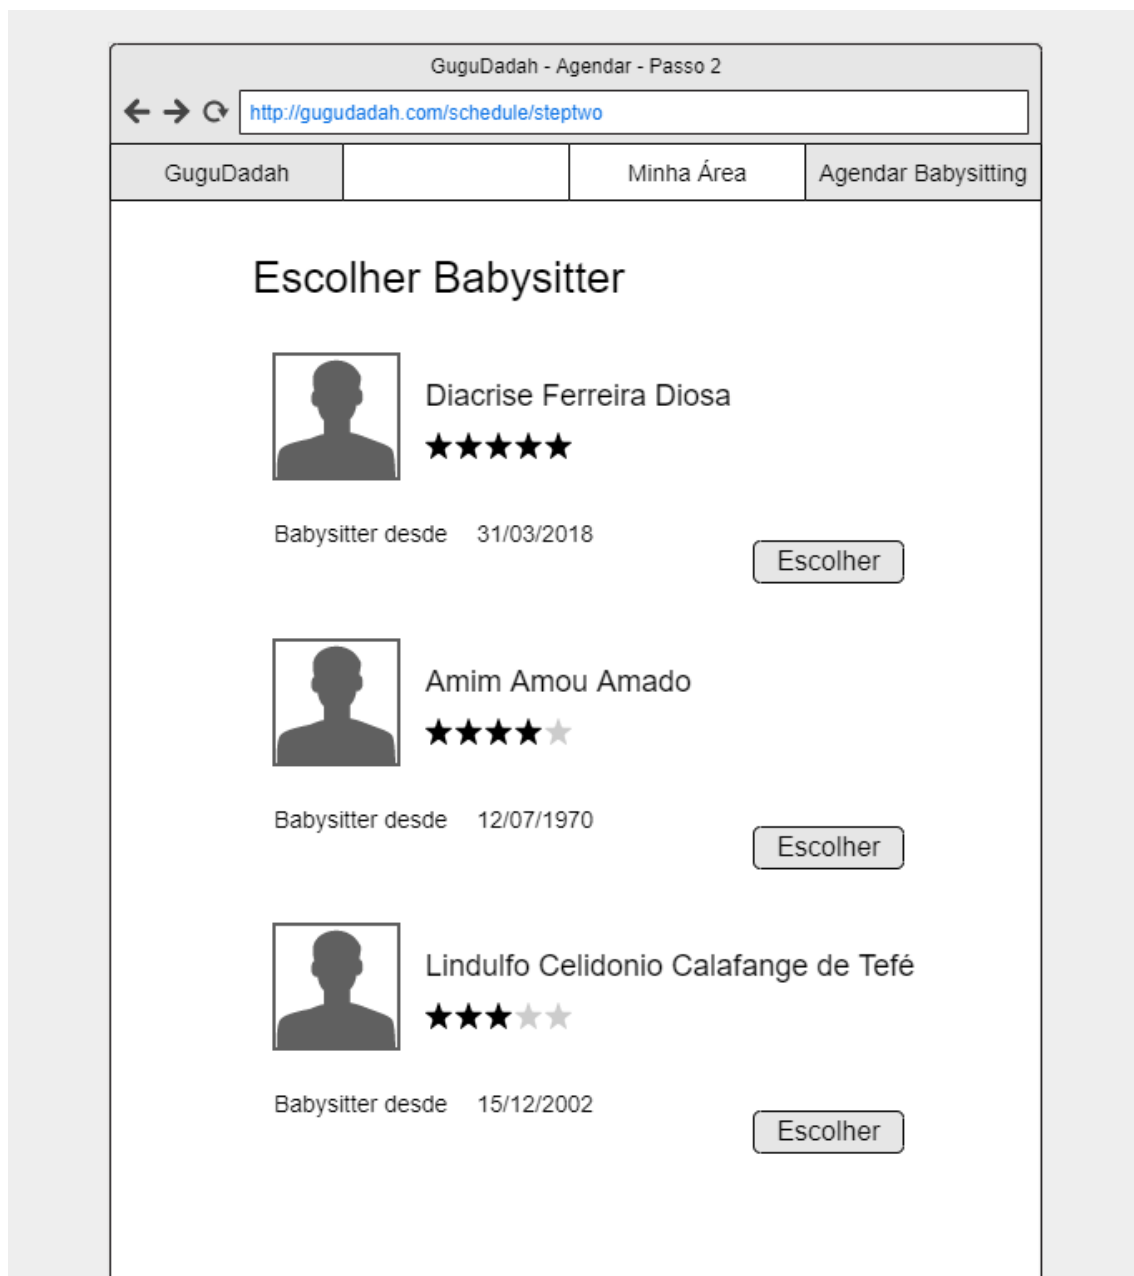 GuguDadah - Agendar - Passo 2
http://gugudadah.com/schedule/steptwo
GuguDadah Minha Área Agendar Babysitting
Escolher Babysitter
Diacrise Ferreira Diosa
Babysitter desde 31/03/2018
Escolher
Amim Amou Amado
Babysitter desde 12/07/1970
Escolher
Lindulfo Celidonio Calafange de Tefé
Babysitter desde 15/12/2002
Escolher